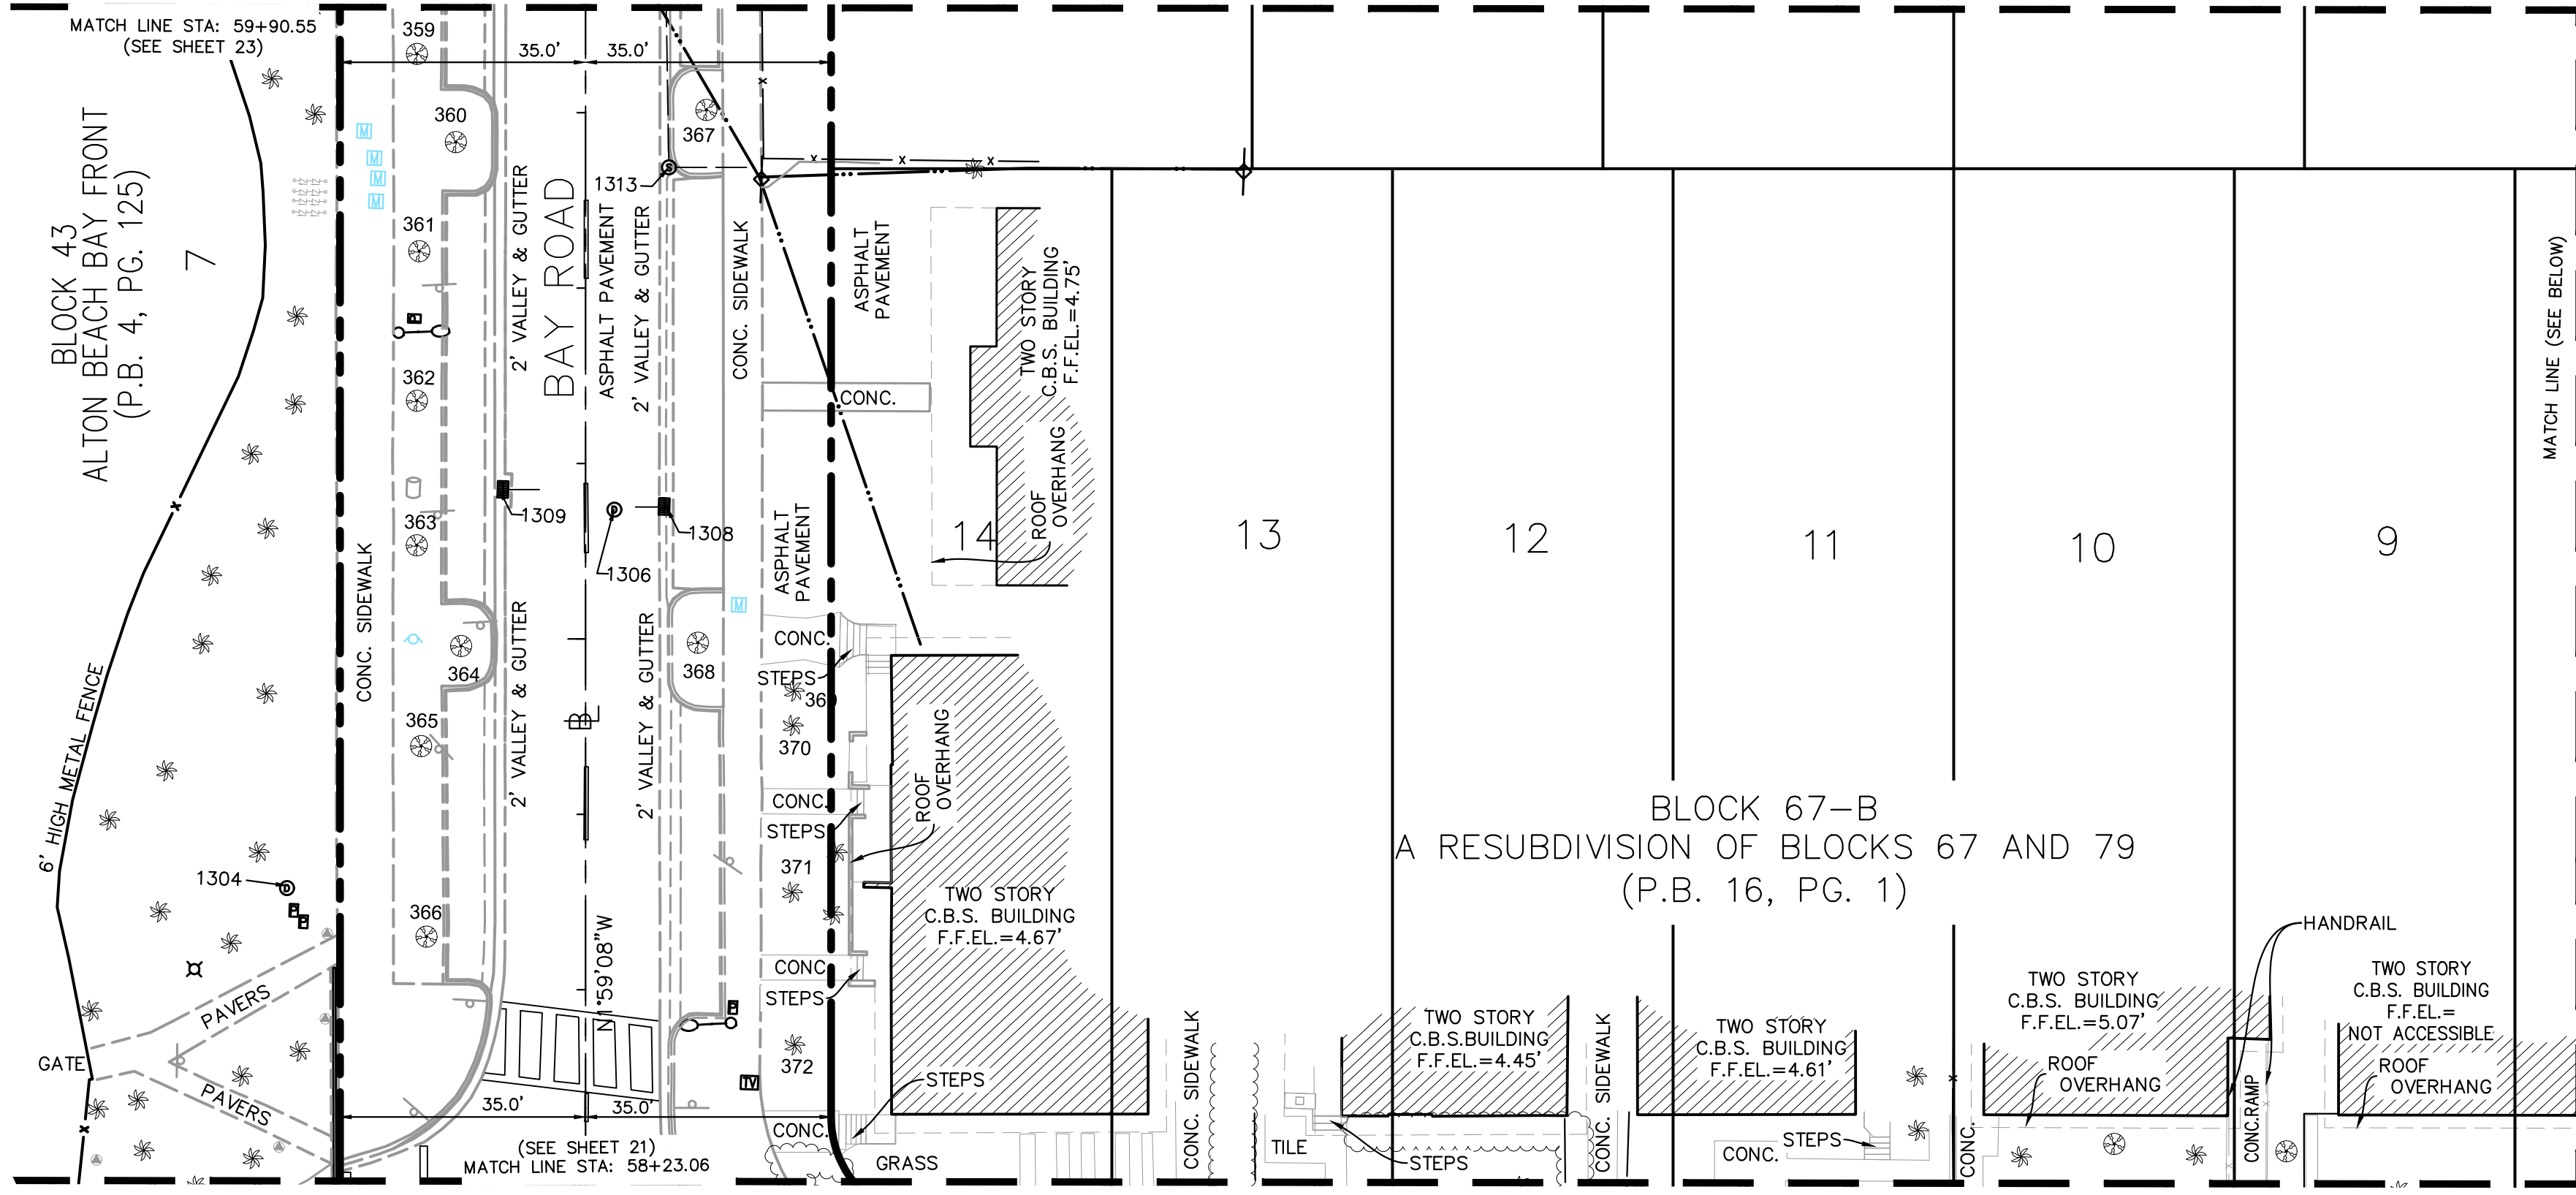 MATCH LINE STA: 59+90.55
(SEE SHEET 23)
BLOCK 43
ALTON BEACH BAY FRONT
(P.B. 4, PG. 125)
7
6' HIGH METAL FENCE
1304
PAVERS
PAVERS
GATE
CONC. SIDEWALK
359
360
361
362
363
364
365
366
M
M
M
M
P
P
P
35.0'
35.0'
2' VALLEY & GUTTER
2' VALLEY & GUTTER
BAY ROAD
ASPHALT PAVEMENT
2' VALLEY & GUTTER
2' VALLEY & GUTTER
1309
1306
1308
1313
S
D
D
BL
N1°59'08"W
35.0'
35.0'
(SEE SHEET 21)
MATCH LINE STA: 58+23.06
367
368
M
CONC. SIDEWALK
ASPHALT
PAVEMENT
ASPHALT
PAVEMENT
CONC.
CONC.
STEPS
370
CONC.
STEPS
371
CONC
STEPS
P
372
TV
CONC.
STEPS
GRASS
TWO STORY
C.B.S. BUILDING
F.F.EL.=4.75'
ROOF
OVERHANG
14
ROOF
OVERHANG
TWO STORY
C.B.S. BUILDING
F.F.EL.=4.67'
13
12
11
10
9
MATCH LINE (SEE BELOW)
BLOCK 67-B
A RESUBDIVISION OF BLOCKS 67 AND 79
(P.B. 16, PG. 1)
HANDRAIL
CONC. SIDEWALK
TILE
STEPS
TWO STORY
C.B.S.BUILDING
F.F.EL.=4.45'
CONC. SIDEWALK
TWO STORY
C.B.S. BUILDING
F.F.EL.=4.61'
CONC.
STEPS
CONC.
TWO STORY
C.B.S. BUILDING
F.F.EL.=5.07'
ROOF
OVERHANG
CONC.RAMP
TWO STORY
C.B.S. BUILDING
F.F.EL.=
NOT ACCESSIBLE
ROOF
OVERHANG